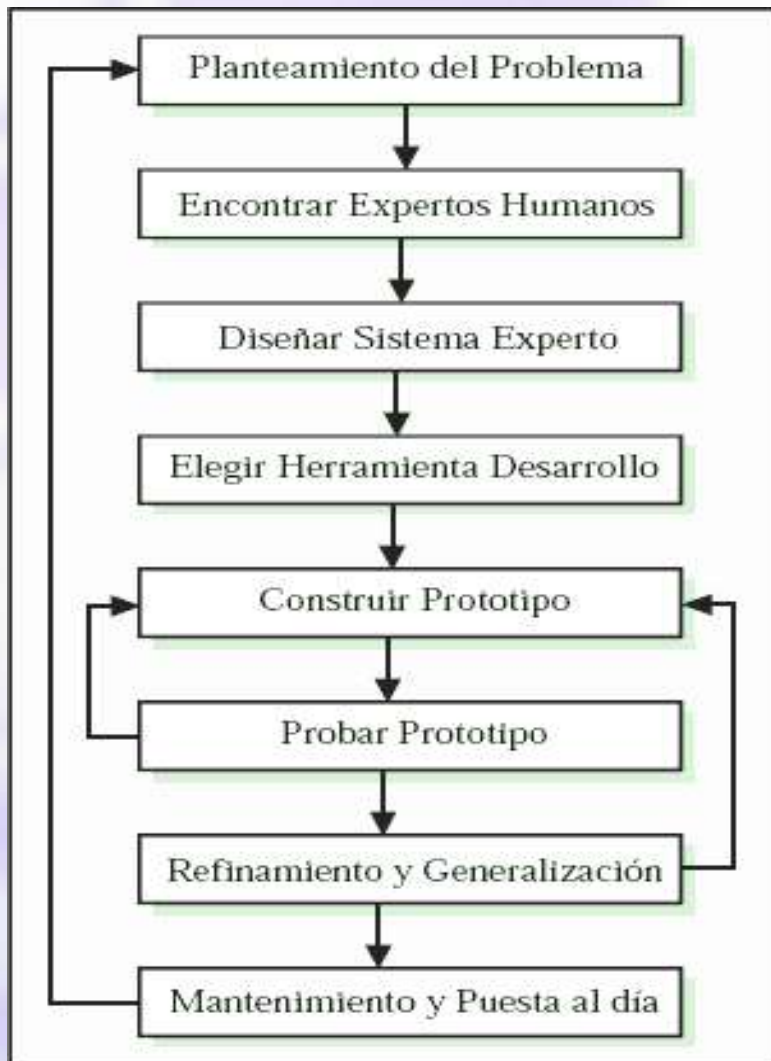 Planteamiento del Problema
Encontrar Expertos Humanos
Diseñar Sistema Experto
Elegir Herramienta Desarrollo
Construir Prototipo
Probar Prototipo
Refinamiento y Generalización
Mantenimiento y Puesta al día